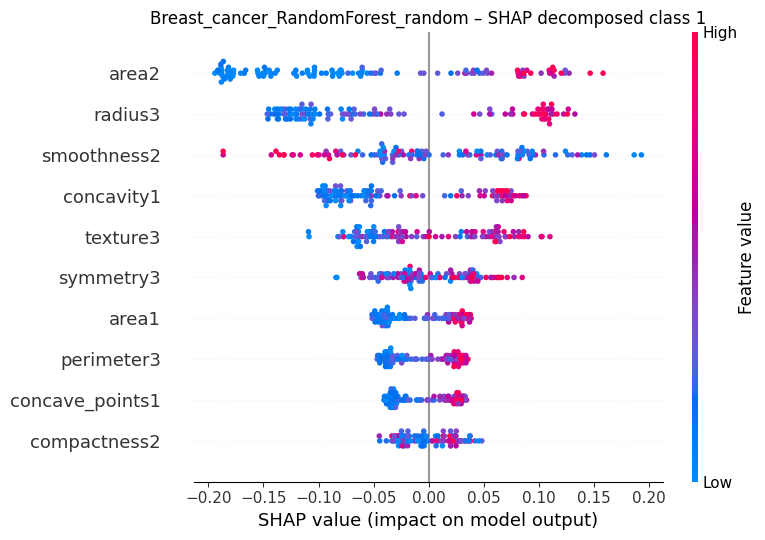 Breast_cancer_RandomForest_random – SHAP decomposed class 1
High
area2
radius3
smoothness2
concavity1
texture3
symmetry3
area1
perimeter3
concave_points1
compactness2
Feature value
Low
−0.20 −0.15 −0.10 −0.05 0.00 0.05 0.10 0.15 0.20
SHAP value (impact on model output)